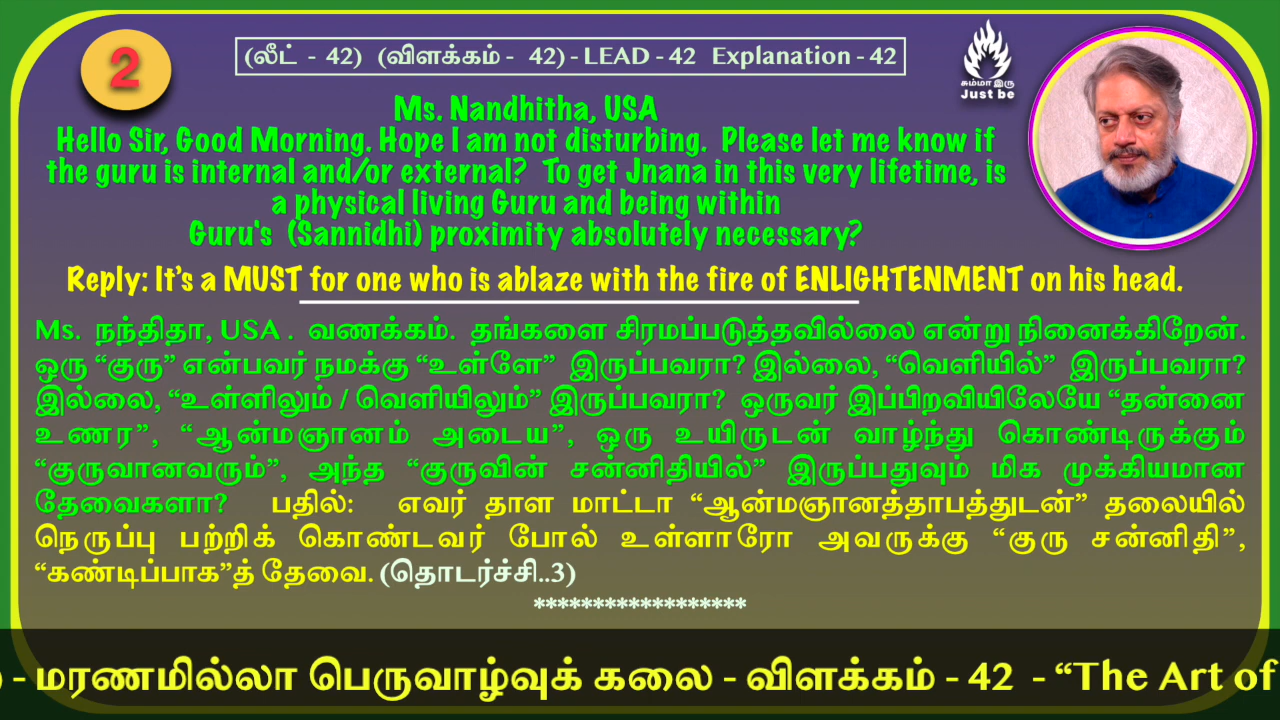 2
(லீட் - 42) (விளக்கம் - 42) - LEAD - 42 Explanation - 42
சும்மா இரு
Just be
Ms. Nandhitha, USA
Hello Sir, Good Morning. Hope I am not disturbing. Please let me know if
the guru is internal and/or external? To get Jnana in this very lifetime, is
a physical living Guru and being within
Guru's (Sannidhi) proximity absolutely necessary?
Reply: It's a MUST for one who is ablaze with the fire of ENLIGHTENMENT on his head.
Ms. நந்திதா, USA . வணக்கம். தங்களை சிரமப்படுத்தவில்லை என்று நினைக்கிறேன்.
ஒரு “குரு” என்பவர் நமக்கு “உள்ளே” இருப்பவரா? இல்லை, “வெளியில்” இருப்பவரா?
இல்லை, “உள்ளிலும் / வெளியிலும்” இருப்பவரா? ஒருவர் இப்பிறவியிலேயே “தன்னை
உணர”, “ஆன்மஞானம் அடைய”, ஒரு உயிருடன் வாழ்ந்து கொண்டிருக்கும்
“குருவானவரும்”, அந்த “குருவின் சன்னிதியில்” இருப்பதுவும் மிக முக்கியமான
தேவைகளா? பதில்: எவர் தாள மாட்டா “ஆன்மஞானத்தாபத்துடன்” தலையில்
நெருப்பு பற்றிக் கொண்டவர் போல் உள்ளாரோ அவருக்கு “குரு சன்னிதி”,
“கண்டிப்பாக”த் தேவை. (தொடர்ச்சி..3)
******************
) - மரணமில்லா பெருவாழ்வுக் கலை - விளக்கம் - 42 - “The Art of